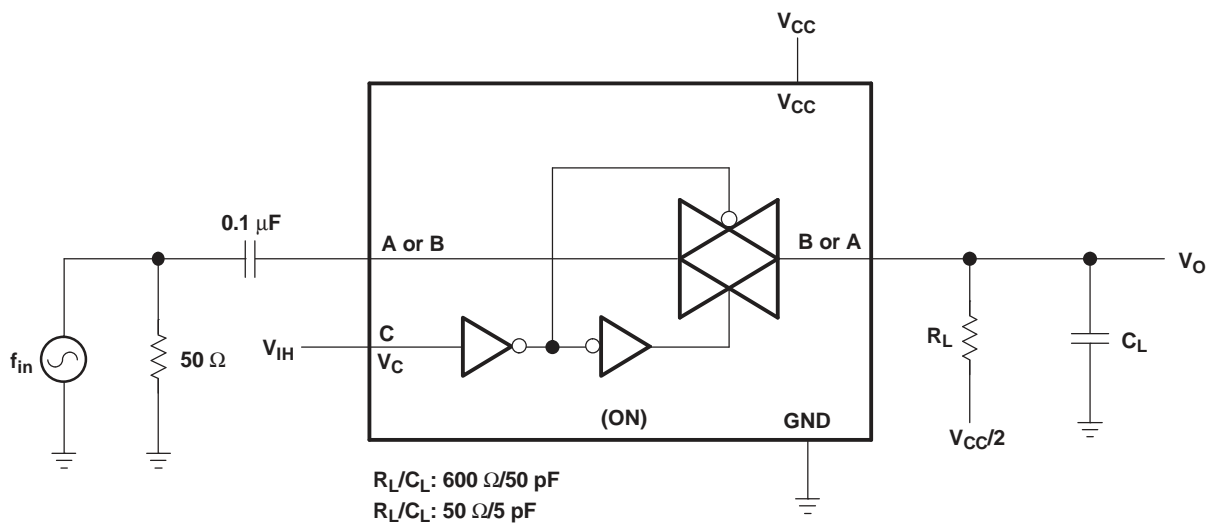 VCC
VCC
0.1 μF
A or B
B or A
VO
fin
50 Ω
VIH
C
VC
RL
CL
(ON)
GND
VCC/2
RL/CL: 600 Ω/50 pF
RL/CL: 50 Ω/5 pF